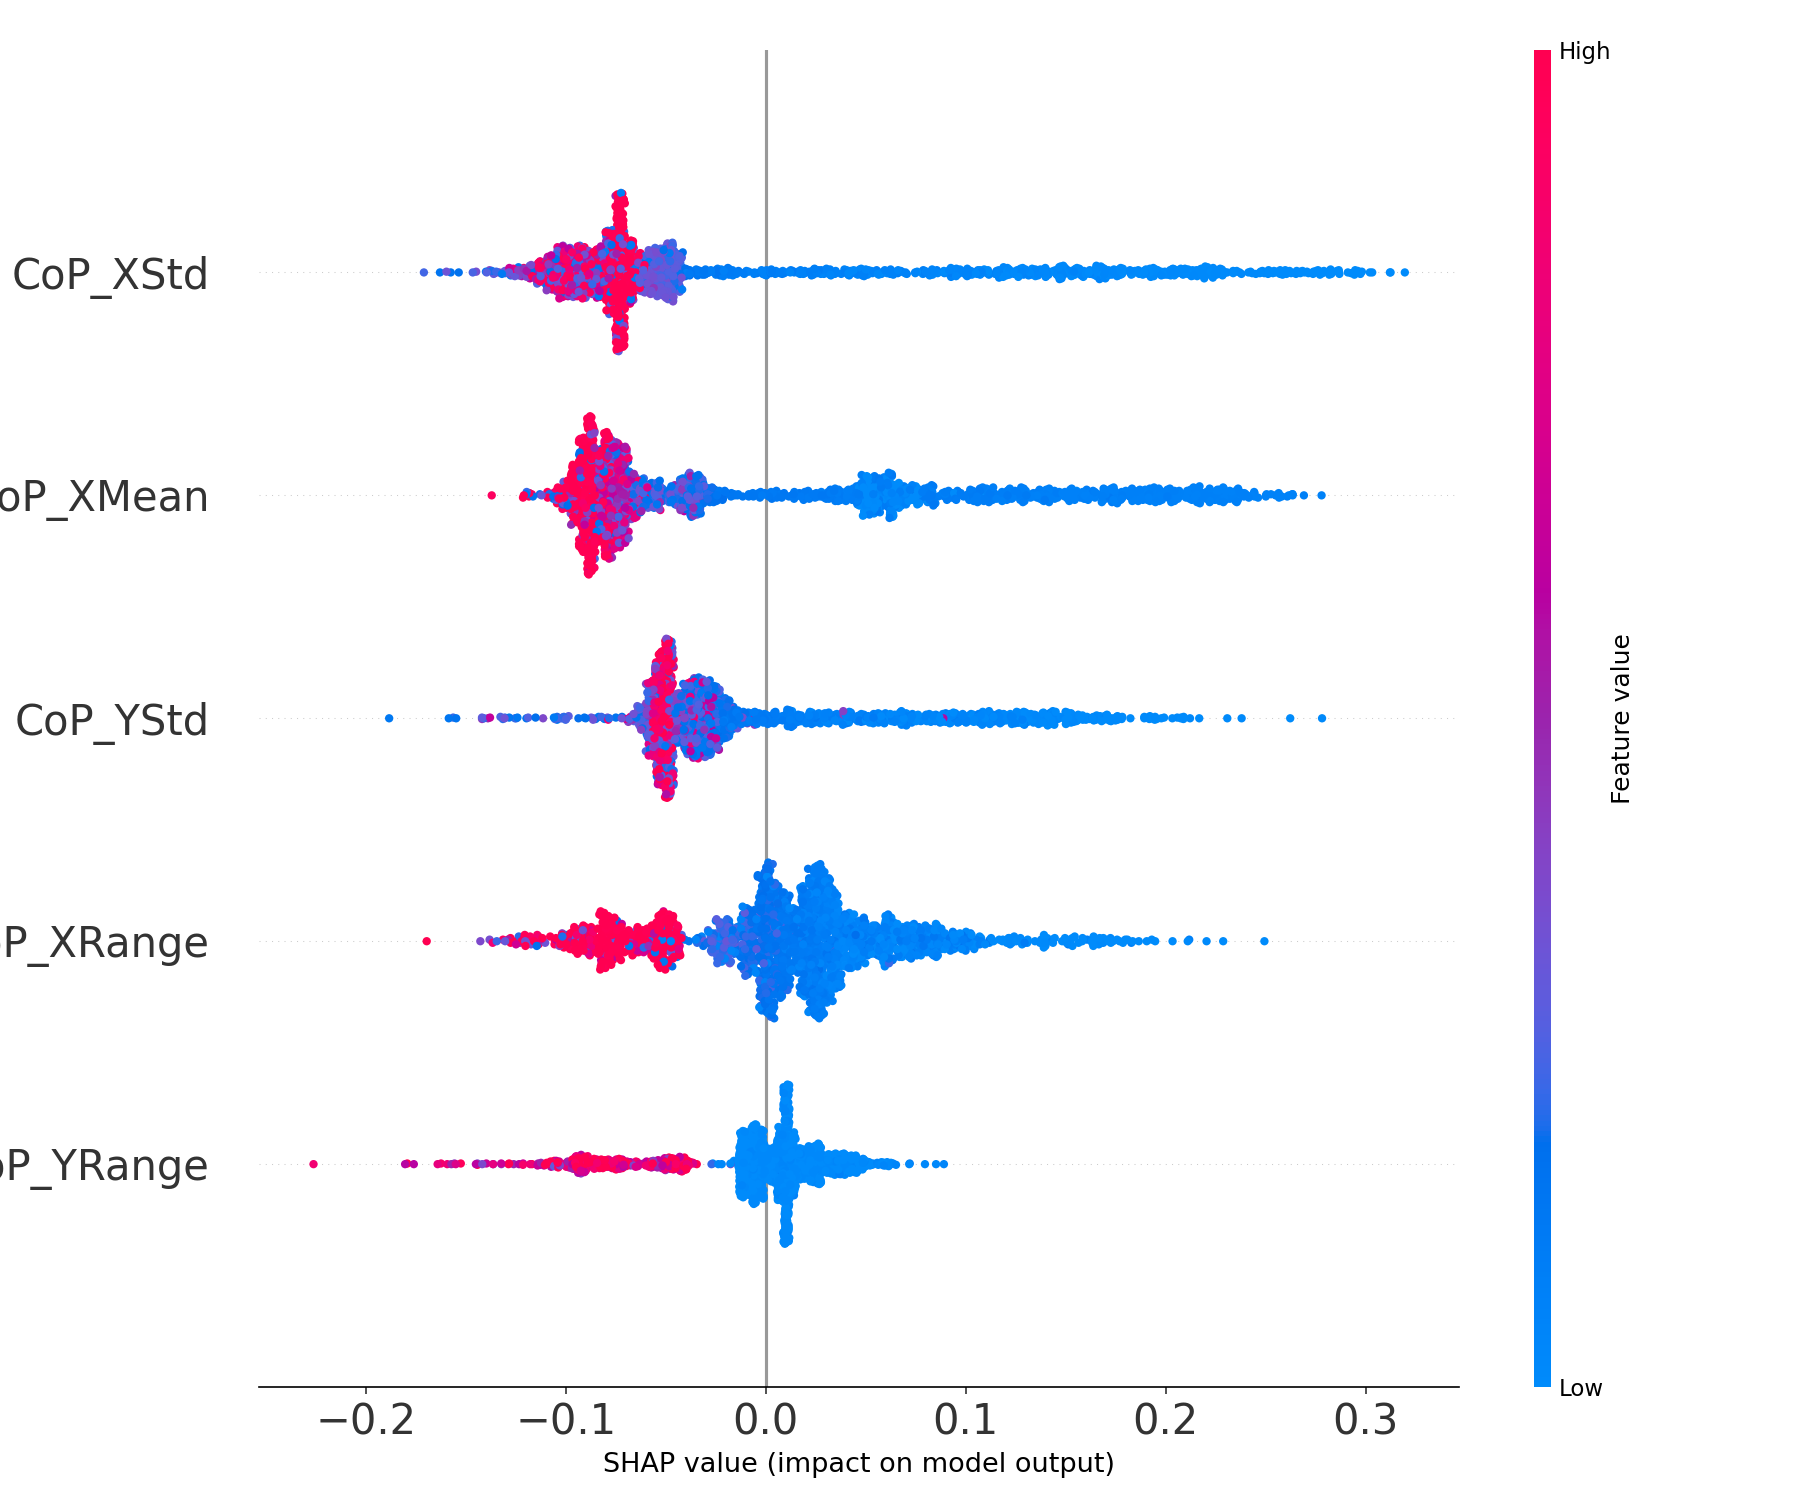 High
CoP_XStd
oP_XMean
CoP_YStd
Feature value
P_XRange
P_YRange
Low
−0.2 −0.1 0.0 0.1 0.2 0.3
SHAP value (impact on model output)